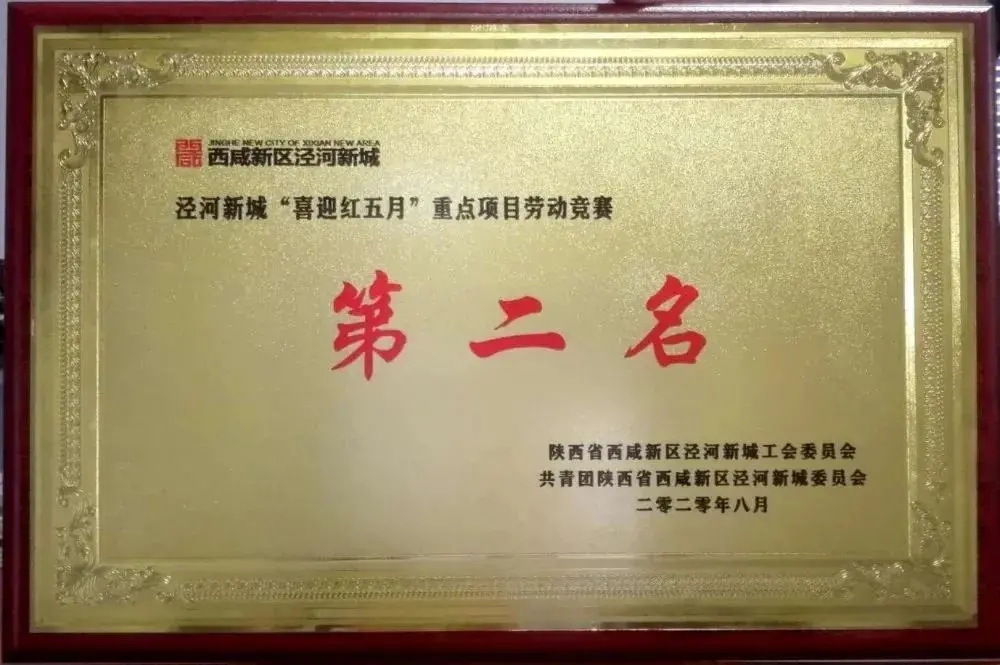 JINGHE NEW CITY OF XIXIAN NEW AREA
西咸新区泾河新城
泾河新城“喜迎红五月”重点项目劳动竞赛
第二名
陕西省西咸新区泾河新城工会委员会
共青团陕西省西咸新区泾河新城委员会
二零二零年八月